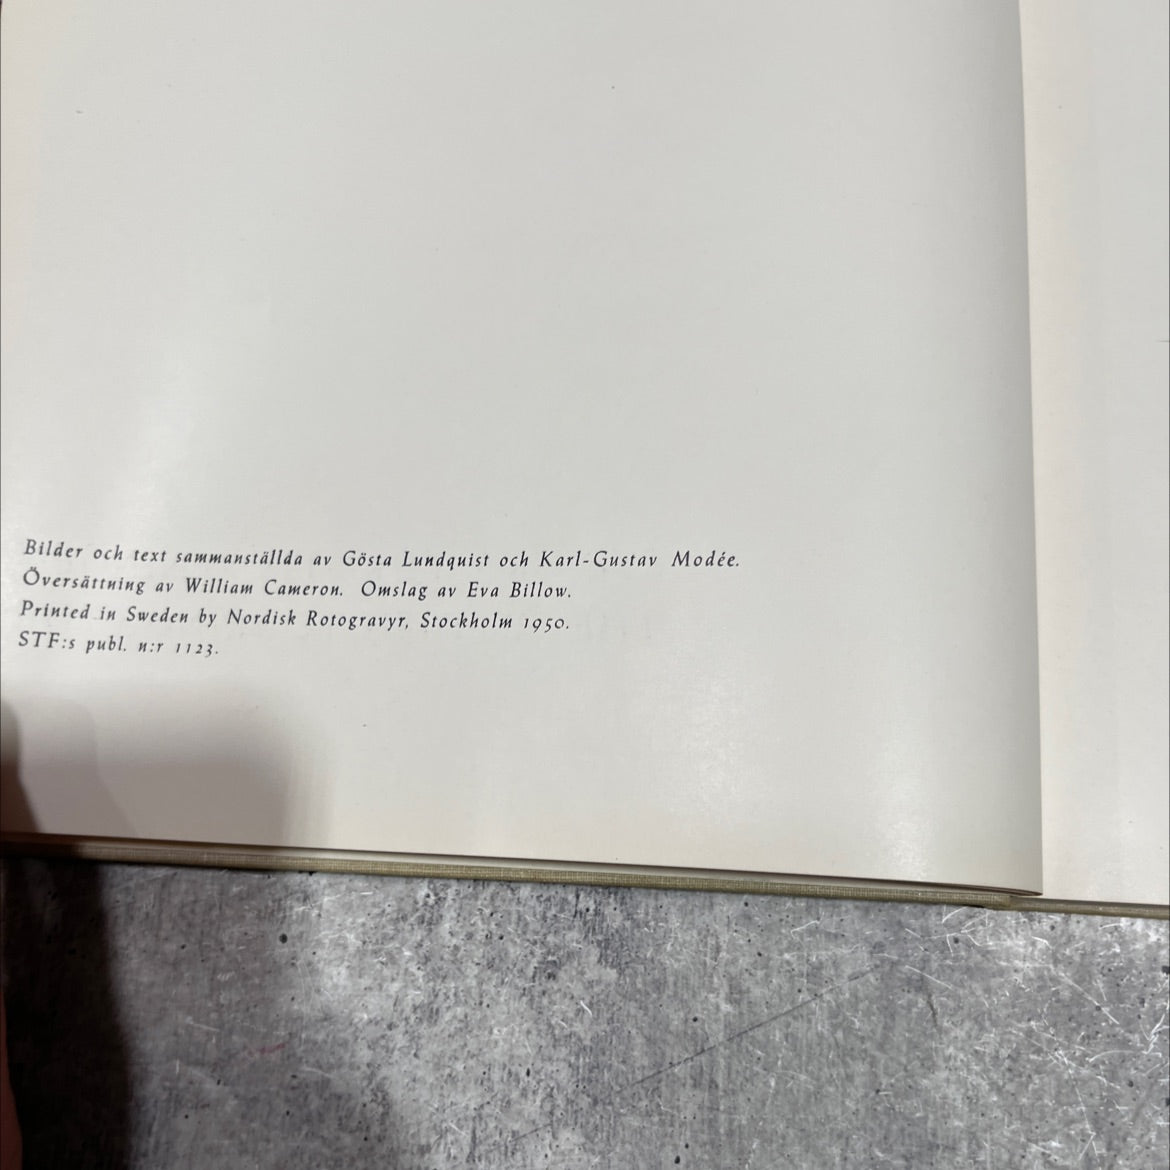 Bilder och text sammanställda av Gösta Lundquist och Karl-Gustav Modée.
Översättning av William Cameron. Omslag av Eva Billow.
Printed in Sweden by Nordisk Rotogravyr, Stockholm 1950.
STF:s publ. n:r 1123.